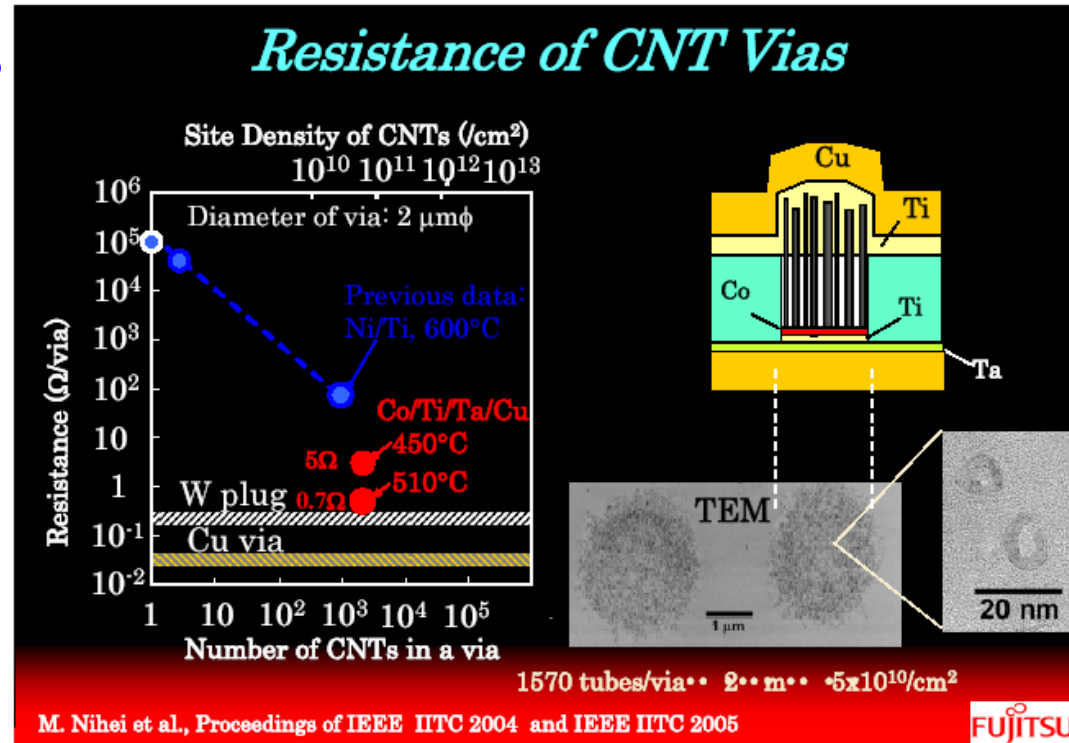 Resistance of CNT Vias
Site Density of CNTs (/cm²)
10¹⁰ 10¹¹ 10¹² 10¹³
Diameter of via: 2 μmϕ
10⁶
10⁵
10⁴
10³
10²
10
1
10⁻¹
10⁻²
Resistance (Ω/via)
Previous data:
Ni/Ti, 600°C
Co/Ti/Ta/Cu
450°C
5Ω
510°C
0.7Ω
W plug
Cu via
1 10 10² 10³ 10⁴ 10⁵
Number of CNTs in a via
Cu
Ti
Co
Ti
Ta
TEM
1 μm
20 nm
1570 tubes/via•• 2•• m•• •5x10¹⁰/cm²
M. Nihei et al., Proceedings of IEEE IITC 2004 and IEEE IITC 2005
FUJITSU